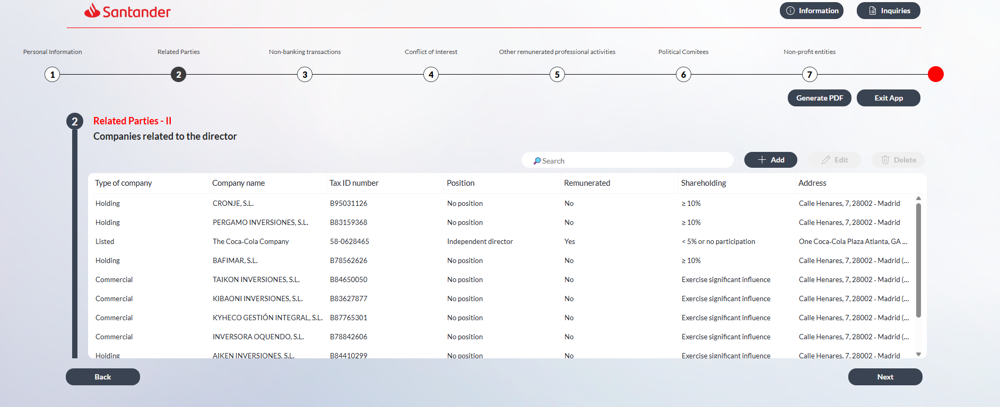 Santander
Information
Inquiries
Personal Information
Related Parties
Non-banking transactions
Conflict of Interest
Other remunerated professional activities
Political Comitees
Non-profit entities
1
2
3
4
5
6
7
Generate PDF
Exit App
2
Related Parties - II
Companies related to the director
Search
Add
Edit
Delete
Type of company Company name Tax ID number Position Remunerated Shareholding Address
Holding CRONJE, S.L. B95031126 No position No ≥ 10% Calle Henares, 7, 28002 - Madrid
Holding PERGAMO INVERSIONES, S.L. B83159368 No position No ≥ 10% Calle Henares, 7, 28002 - Madrid
Listed The Coca-Cola Company 58-0628465 Independent director Yes < 5% or no participation One Coca-Cola Plaza Atlanta, GA ...
Holding BAFIMAR, S.L. B78562626 No position No ≥ 10% Calle Henares, 7, 28002 - Madrid (...
Commercial TAIKON INVERSIONES, S.L. B84650050 No position No Exercise significant influence Calle Henares, 7, 28002 - Madrid (...
Commercial KIBAONI INVERSIONES, S.L. B83627877 No position No Exercise significant influence Calle Henares, 7, 28002 - Madrid (...
Commercial KYHECO GESTIÓN INTEGRAL, S.L. B87765301 No position No Exercise significant influence Calle Henares, 7, 28002 - Madrid (...
Commercial INVERSORA OQUENDO, S.L. B78842606 No position No Exercise significant influence Calle Henares, 7, 28002 - Madrid (...
Holding AIKEN INVERSIONES, S.L. B84410299 No position No Exercise significant influence Calle Henares, 7, 28002 - Madrid
Back
Next